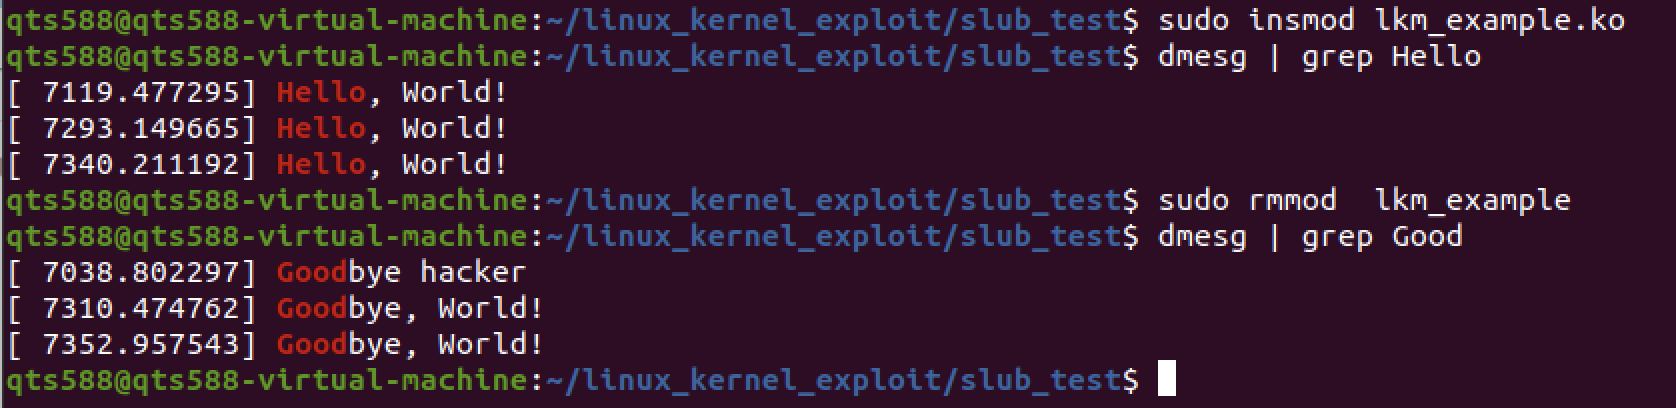 qts588@qts588-virtual-machine:~/linux_kernel_exploit/slub_test$ sudo insmod lkm_example.ko
qts588@qts588-virtual-machine:~/linux_kernel_exploit/slub_test$ dmesg | grep Hello
[ 7119.477295] Hello, World!
[ 7293.149665] Hello, World!
[ 7340.211192] Hello, World!
qts588@qts588-virtual-machine:~/linux_kernel_exploit/slub_test$ sudo rmmod  lkm_example
qts588@qts588-virtual-machine:~/linux_kernel_exploit/slub_test$ dmesg | grep Good
[ 7038.802297] Goodbye hacker
[ 7310.474762] Goodbye, World!
[ 7352.957543] Goodbye, World!
qts588@qts588-virtual-machine:~/linux_kernel_exploit/slub_test$